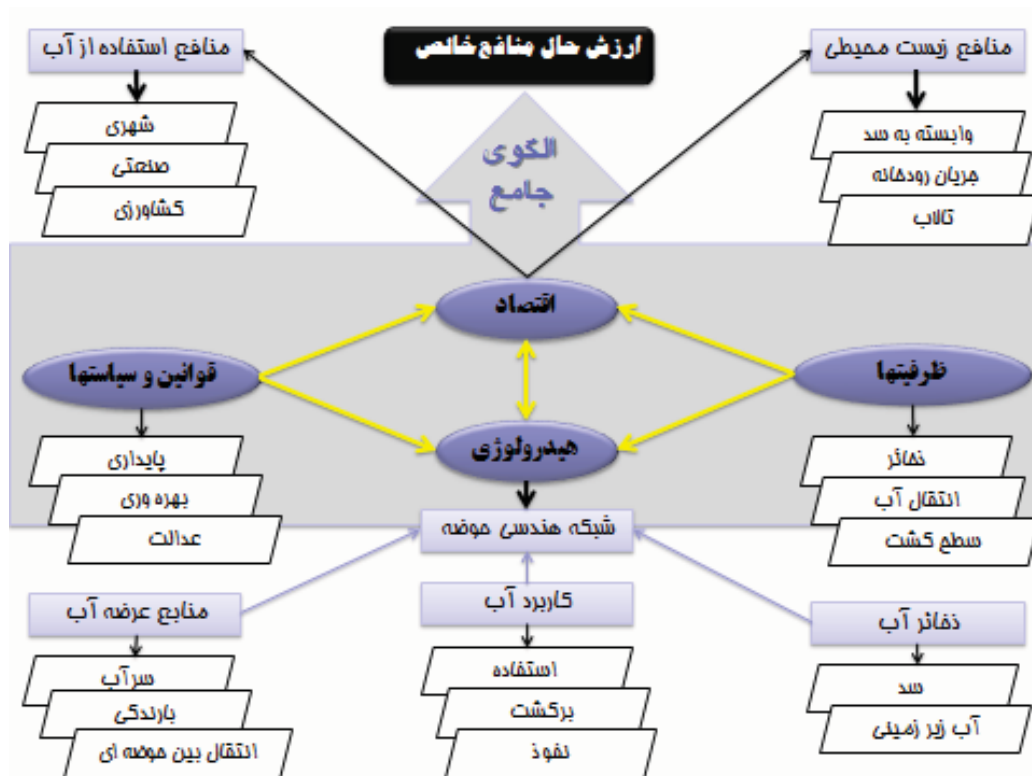 ارزش حال منافع خالص
منافع زیست محیطی
وابسته به سد
جریان رودخانه
تالاب
منافع استفاده از آب
شهری
صنعتی
کشاورزی
الگوی
جامع
اقتصاد
ظرفیتها
ذخائر
انتقال آب
سطح کشت
قوانین و سیاستها
پایداری
بهره وری
عدالت
هیدرولوژی
شبکه هندسی حوضه
ذخائر آب
سد
آب زیر زمینی
کاربرد آب
استفاده
برگشت
نفوذ
منابع عرضه آب
سرآب
بارندگی
انتقال بین حوضه ای